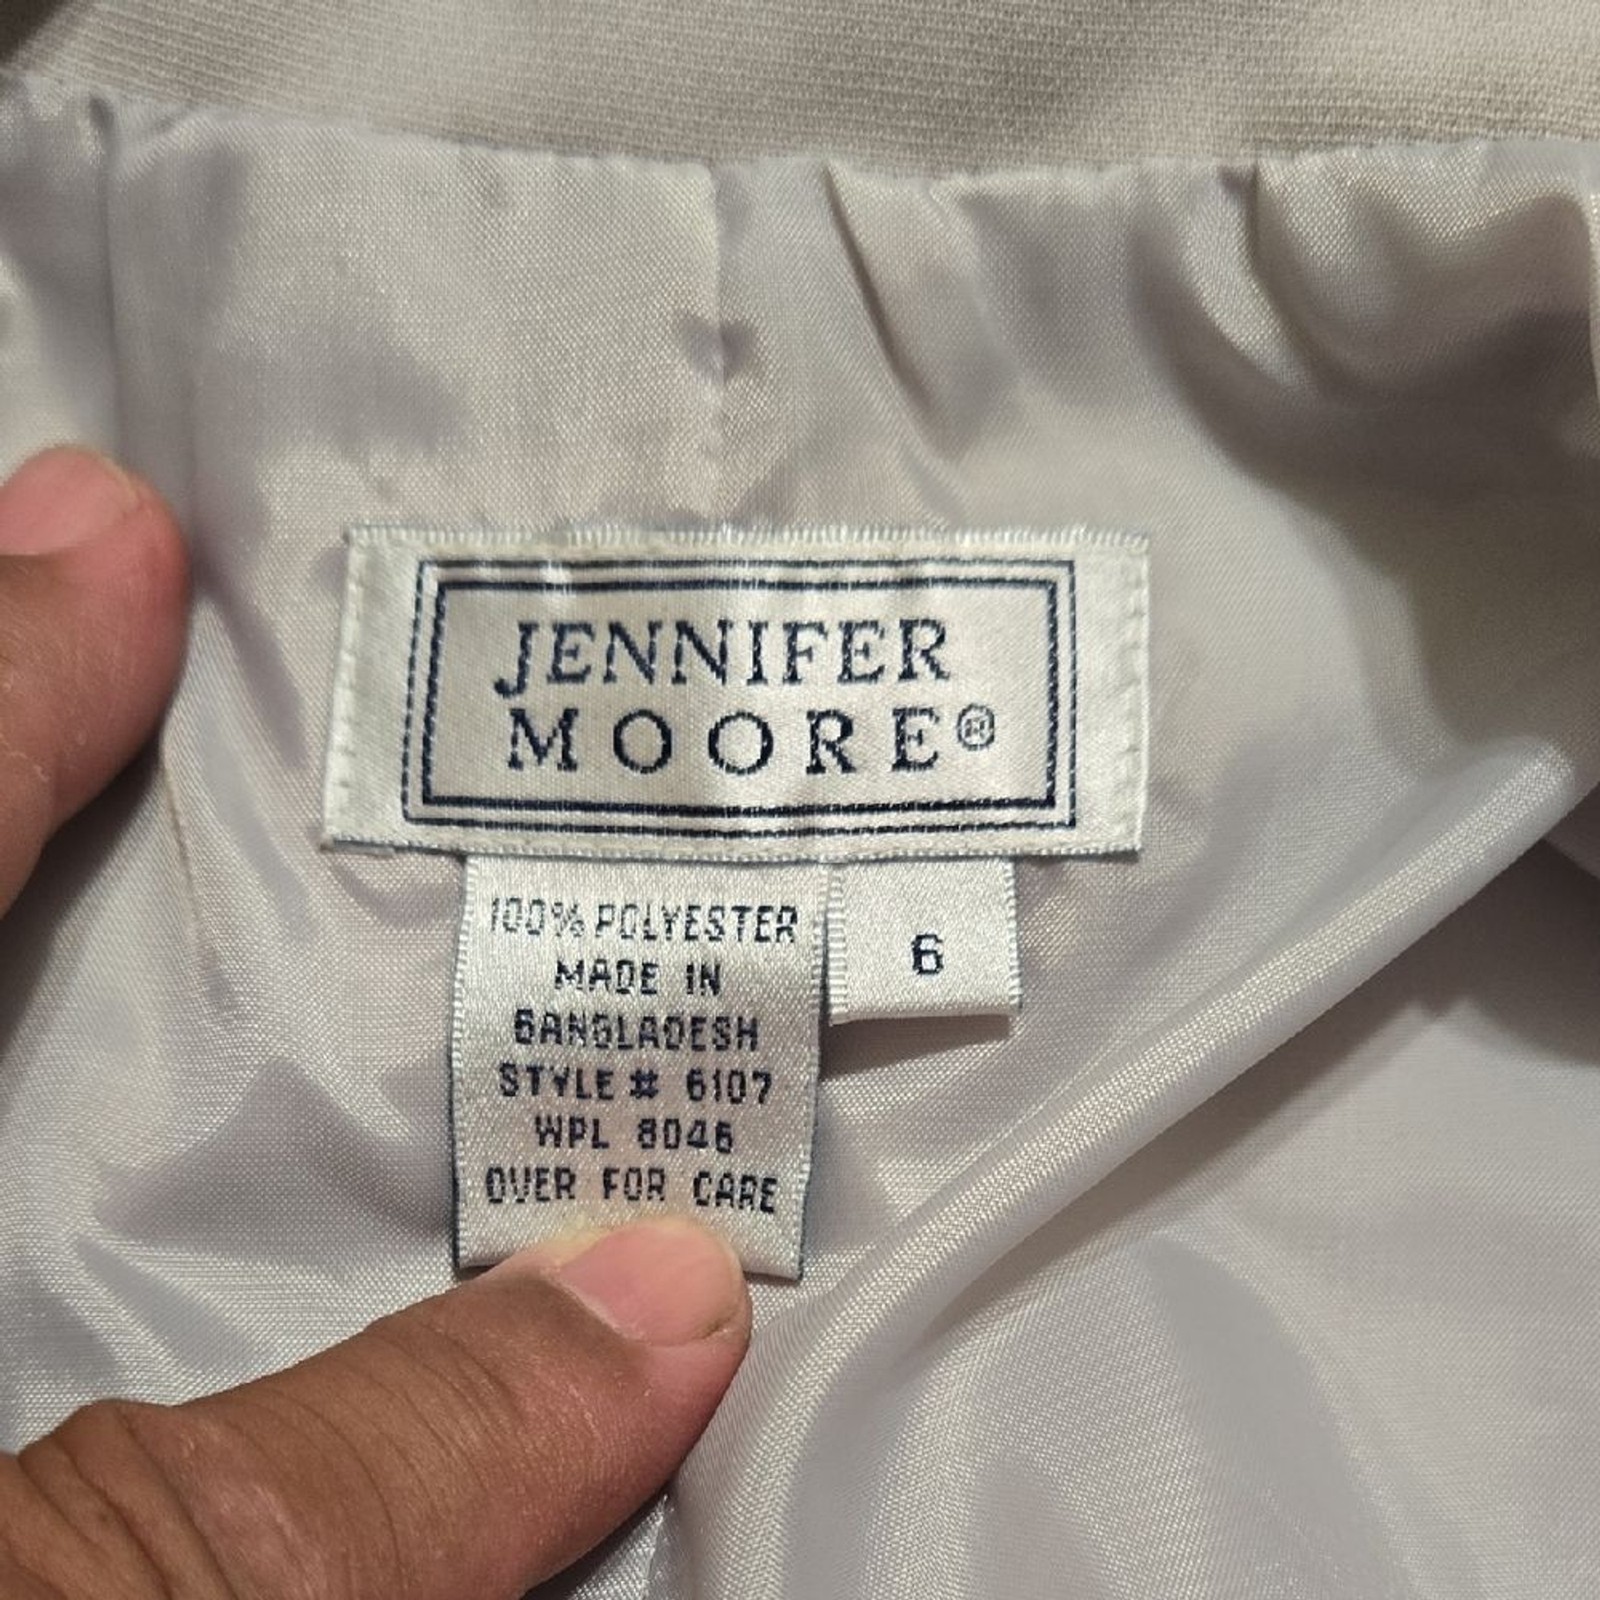 JENNIFER
MOORE®
100% POLYESTER
MADE IN
BANGLADESH
STYLE # 6107
WPL 8046
OVER FOR CARE
6